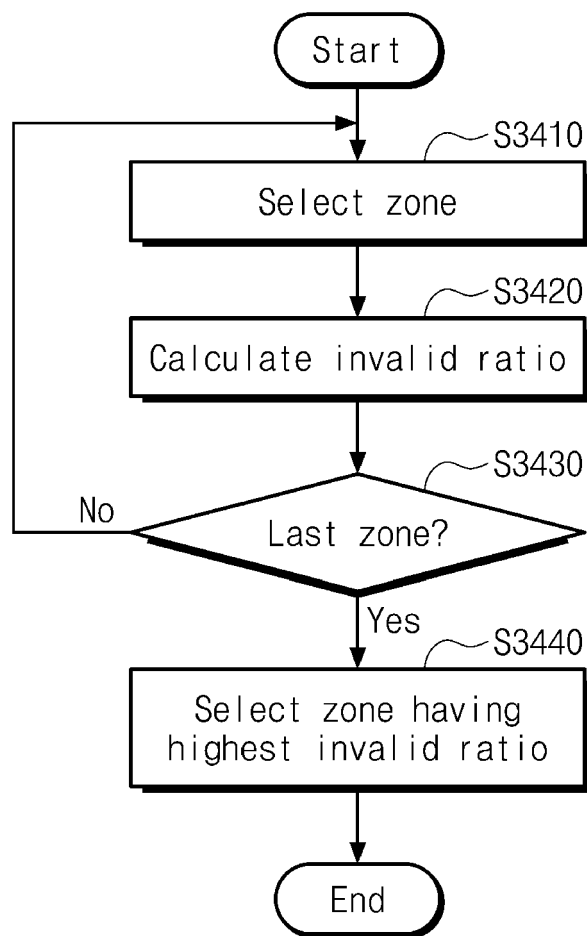 Start
S3410
Select zone
S3420
Calculate invalid ratio
S3430
Last zone?
No
Yes
S3440
Select zone having
highest invalid ratio
End